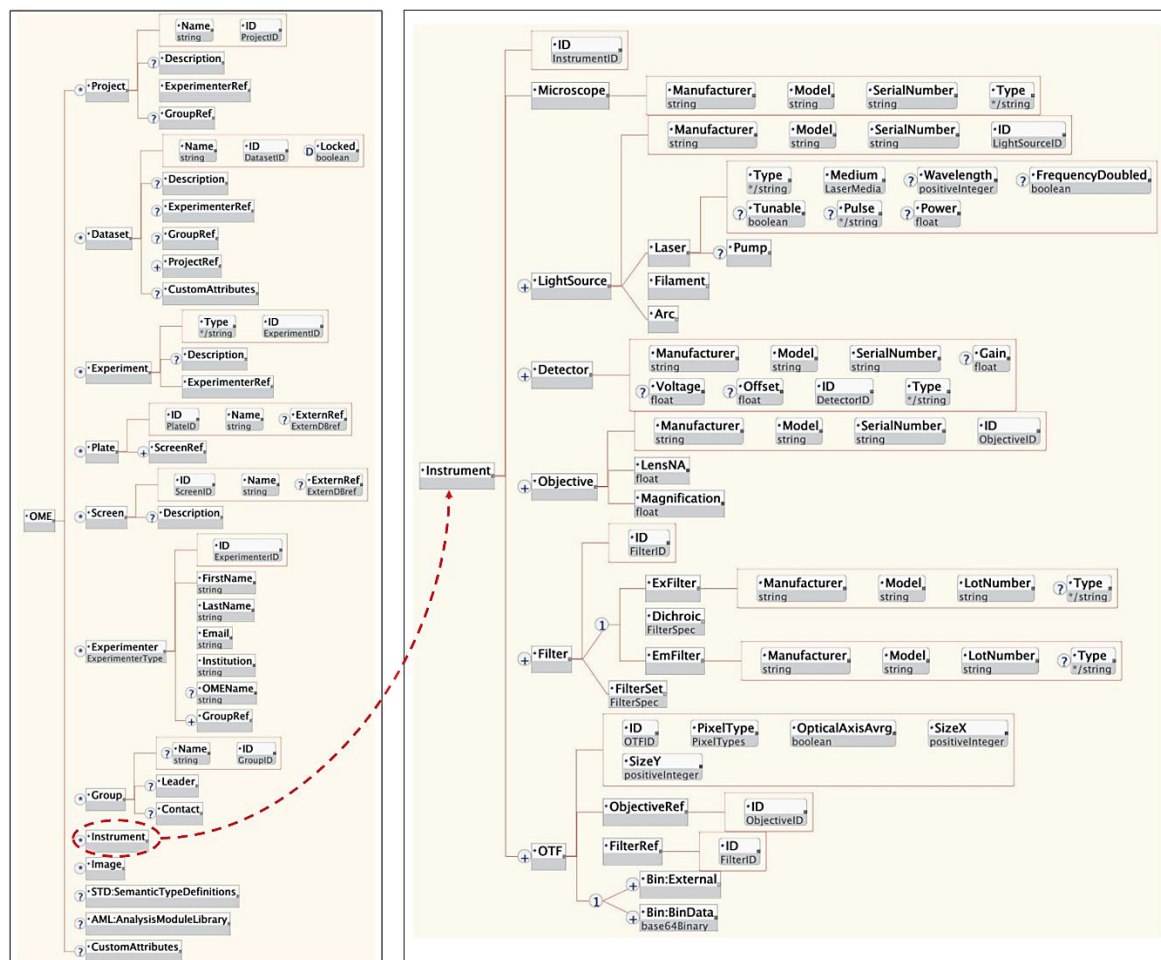 Name ID
string ProjectID
? Description
* Project
ExperimenterRef
? GroupRef
Name ID D Locked
string DatasetID boolean
? Description
? ExperimenterRef
* Dataset
? GroupRef
+ ProjectRef
? CustomAttributes
Type ID
*/string ExperimentID
? Description
* Experiment
ExperimenterRef
ID Name ? ExternRef
PlateID string ExternDBref
* Plate + ScreenRef
ID Name ? ExternRef
ScreenID string ExternDBref
OME
* Screen ? Description
ID
ExperimenterID
FirstName
string
LastName
string
Email
string
* Experimenter
ExperimenterType
Institution
string
? OMEName
string
+ GroupRef
? Name ID
string GroupID
? Leader
* Group
? Contact
* Instrument
* Image
? STD:SemanticTypeDefinitions
? AML:AnalysisModuleLibrary
? CustomAttributes
ID
InstrumentID
Microscope
Manufacturer Model SerialNumber Type
string string string */string
Manufacturer Model SerialNumber ID
string string string LightSourceID
Type Medium ? Wavelength ? FrequencyDoubled
*/string LaserMedia positiveInteger boolean
? Tunable ? Pulse ? Power
boolean */string float
Laser ? Pump
+ LightSource
Filament
Arc
Manufacturer Model SerialNumber ? Gain
string string string float
+ Detector
? Voltage ? Offset ID Type
float float DetectorID */string
Manufacturer Model SerialNumber ID
string string string ObjectiveID
Instrument
LensNA
float
+ Objective
Magnification
float
ID
FilterID
ExFilter
Manufacturer Model LotNumber ? Type
string string string */string
1
Dichroic
FilterSpec
+ Filter
EmFilter
Manufacturer Model LotNumber ? Type
string string string */string
FilterSet
FilterSpec
ID PixelType OpticalAxisAvrg SizeX
OTFID PixelTypes boolean positiveInteger
SizeY
positiveInteger
ObjectiveRef ID
ObjectiveID
+ OTF
FilterRef ID
FilterID
1
+ Bin:External
+ Bin:BinData
base64Binary